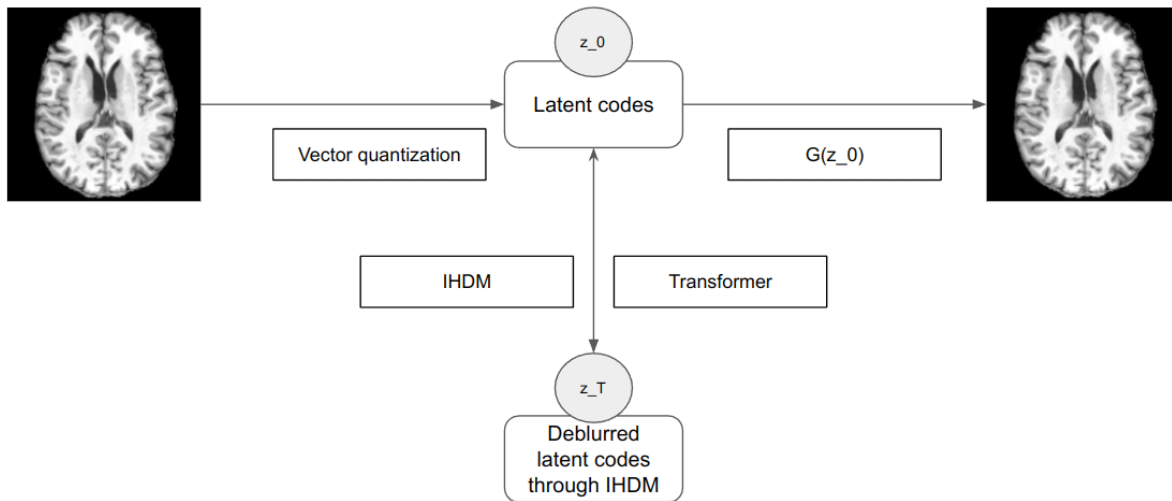 z_0
Latent codes
Vector quantization
G(z_0)
IHDM
Transformer
z_T
Deblurred
latent codes
through IHDM